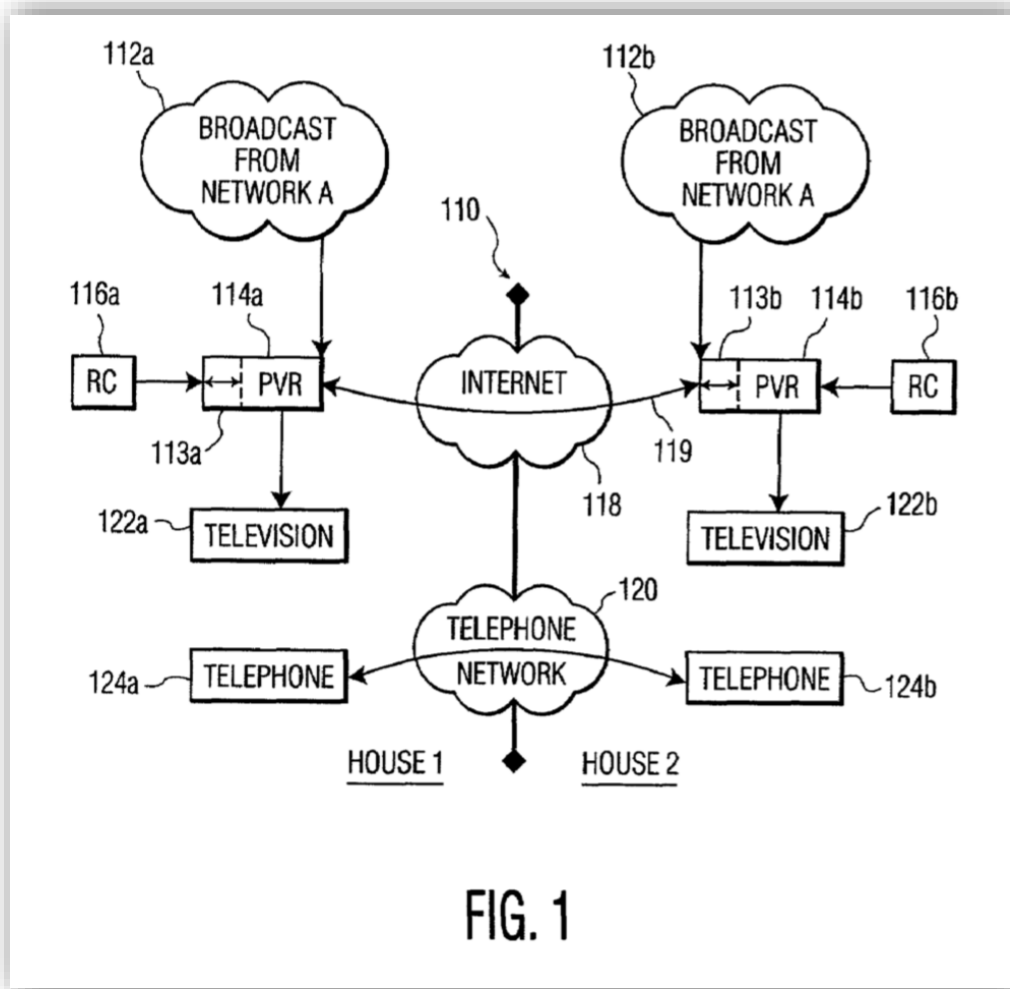 112a
112b
BROADCAST
FROM
NETWORK A
BROADCAST
FROM
NETWORK A
110
116a
114a
113b
114b
116b
RC
PVR
INTERNET
PVR
RC
113a
119
118
122a
TELEVISION
122b
TELEVISION
120
TELEPHONE
NETWORK
124a
TELEPHONE
TELEPHONE
124b
HOUSE 1
HOUSE 2
FIG. 1